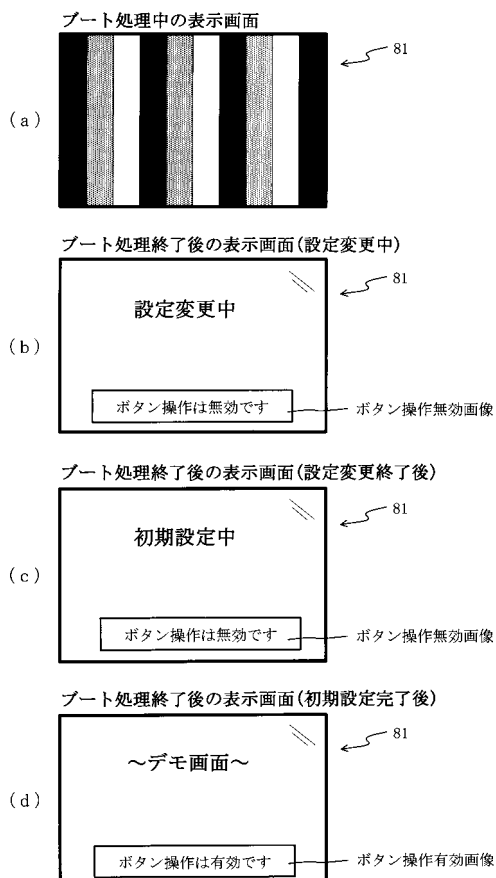 ブート処理中の表示画面
81
(a)
ブート処理終了後の表示画面(設定変更中)
81
設定変更中
(b)
ボタン操作は無効です
ボタン操作無効画像
ブート処理終了後の表示画面(設定変更終了後)
81
初期設定中
(c)
ボタン操作は無効です
ボタン操作無効画像
ブート処理終了後の表示画面(初期設定完了後)
81
～デモ画面～
(d)
ボタン操作は有効です
ボタン操作有効画像